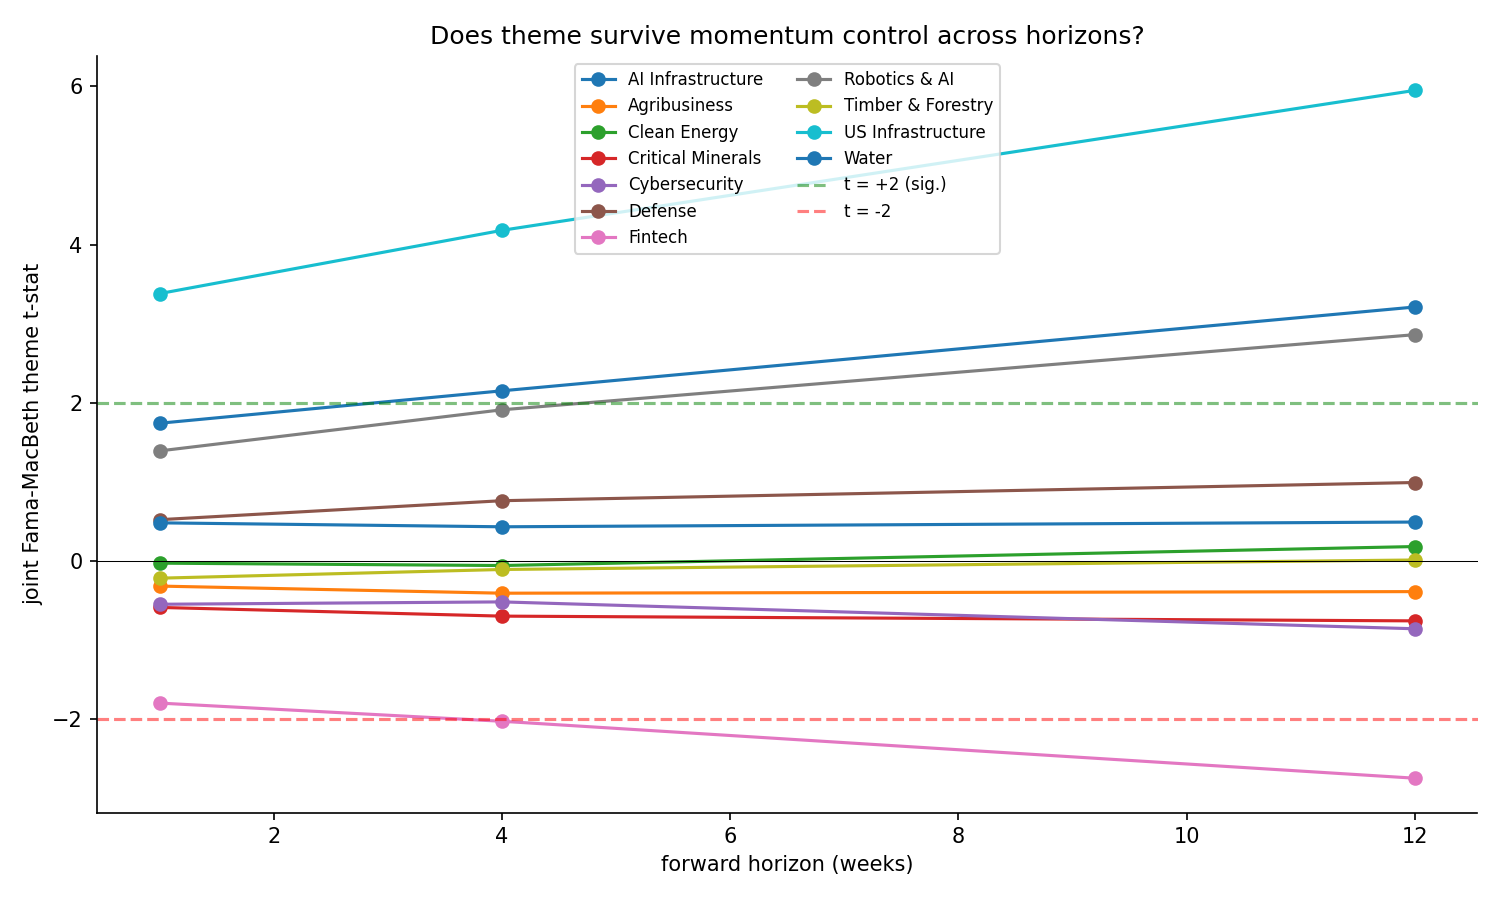 Does theme survive momentum control across horizons?
AI Infrastructure
Agribusiness
Clean Energy
Critical Minerals
Cybersecurity
Defense
Fintech
Robotics & AI
Timber & Forestry
US Infrastructure
Water
t = +2 (sig.)
t = -2
joint Fama-MacBeth theme t-stat
6
4
2
0
−2
2
4
6
8
10
12
forward horizon (weeks)